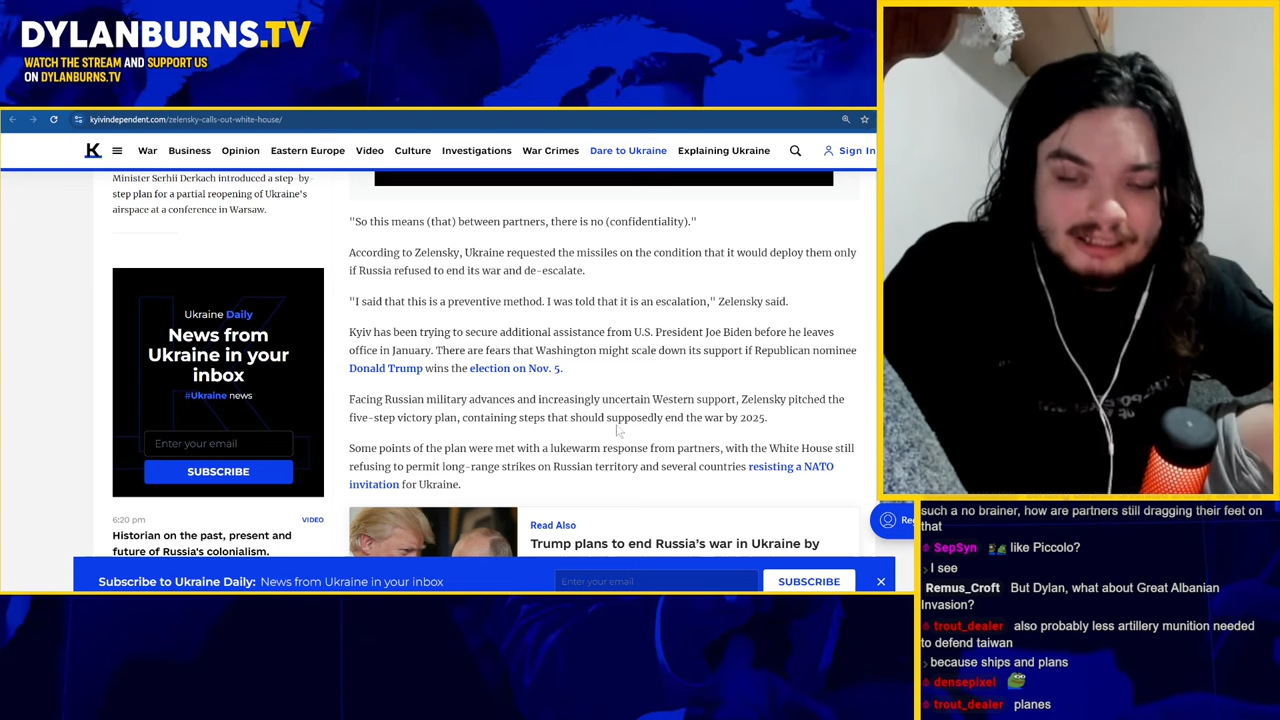 DYLANBURNS.TV
WATCH THE STREAM AND SUPPORT US
ON DYLANBURNS.TV
kyivindependent.com/zelensky-calls-out-white-house/
K
War
Business
Opinion
Eastern Europe
Video
Culture
Investigations
War Crimes
Dare to Ukraine
Explaining Ukraine
Sign In
Minister Serhii Derkach introduced a step-by-
step plan for a partial reopening of Ukraine's
airspace at a conference in Warsaw.
Ukraine Daily
News from
Ukraine in your
inbox
#Ukraine news
Enter your email
SUBSCRIBE
6:20 pm
VIDEO
Historian on the past, present and
future of Russia's colonialism.
"So this means (that) between partners, there is no (confidentiality)."
According to Zelensky, Ukraine requested the missiles on the condition that it would deploy them only
if Russia refused to end its war and de-escalate.
"I said that this is a preventive method. I was told that it is an escalation," Zelensky said.
Kyiv has been trying to secure additional assistance from U.S. President Joe Biden before he leaves
office in January. There are fears that Washington might scale down its support if Republican nominee
Donald Trump wins the election on Nov. 5.
Facing Russian military advances and increasingly uncertain Western support, Zelensky pitched the
five-step victory plan, containing steps that should supposedly end the war by 2025.
Some points of the plan were met with a lukewarm response from partners, with the White House still
refusing to permit long-range strikes on Russian territory and several countries resisting a NATO
invitation for Ukraine.
Read Also
Trump plans to end Russia's war in Ukraine by
Subscribe to Ukraine Daily: News from Ukraine in your inbox
Enter your email
SUBSCRIBE
such a no brainer, how are partners still dragging their feet on
that
SepSyn like Piccolo?
I see
Remus_Croft But Dylan, what about Great Albanian
Invasion?
trout_dealer also probably less artillery munition needed
to defend taiwan
because ships and plans
densepixel
trout_dealer planes